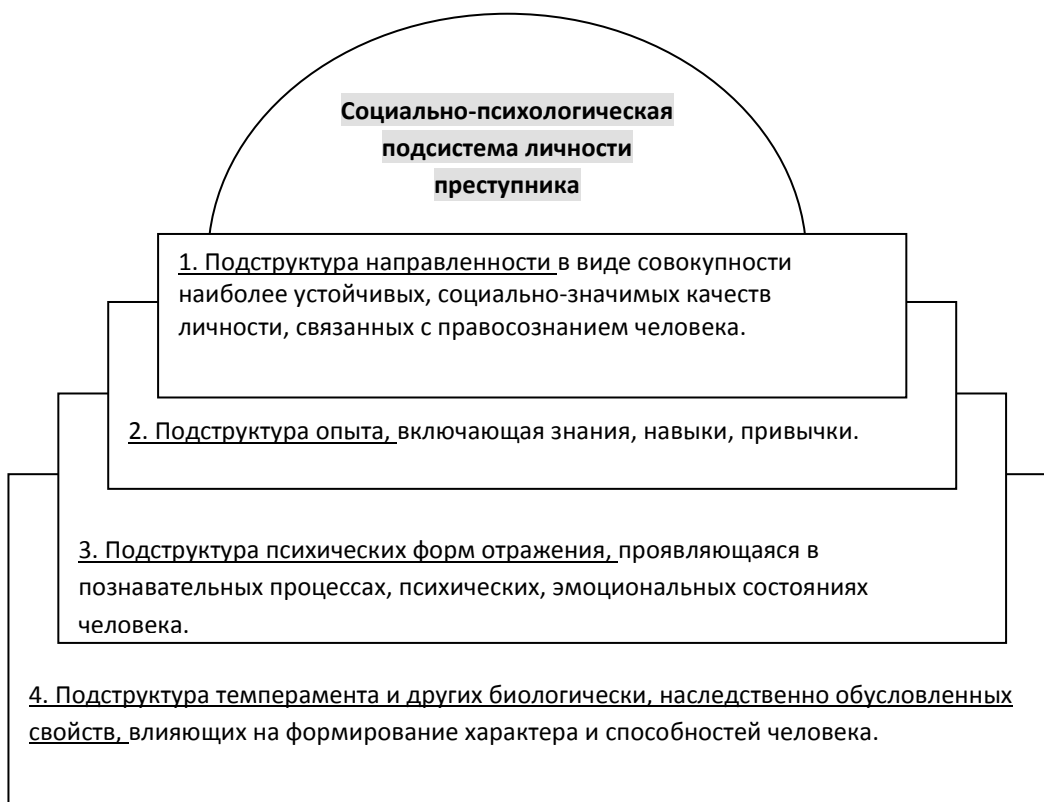 Социально-психологическая
подсистема личности
преступника
1. Подструктура направленности в виде совокупности
наиболее устойчивых, социально-значимых качеств
личности, связанных с правосознанием человека.
2. Подструктура опыта, включающая знания, навыки, привычки.
3. Подструктура психических форм отражения, проявляющаяся в
познавательных процессах, психических, эмоциональных состояниях
человека.
4. Подструктура темперамента и других биологически, наследственно обусловленных
свойств, влияющих на формирование характера и способностей человека.